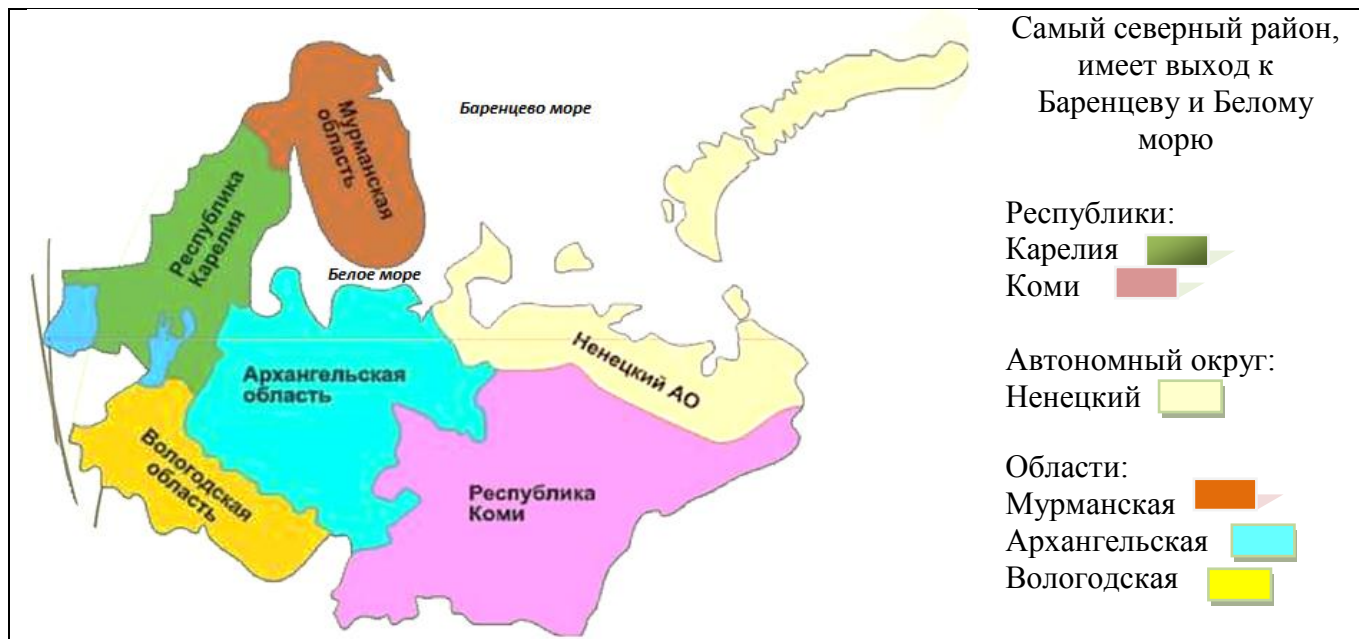 Мурманская
область
Баренцево море
Республика
Карелия
Белое море
Ненецкий АО
Архангельская
область
Вологодская
область
Республика
Коми
Самый северный район,
имеет выход к
Баренцеву и Белому
морю
Республики:
Карелия
Коми
Автономный округ:
Ненецкий
Области:
Мурманская
Архангельская
Вологодская